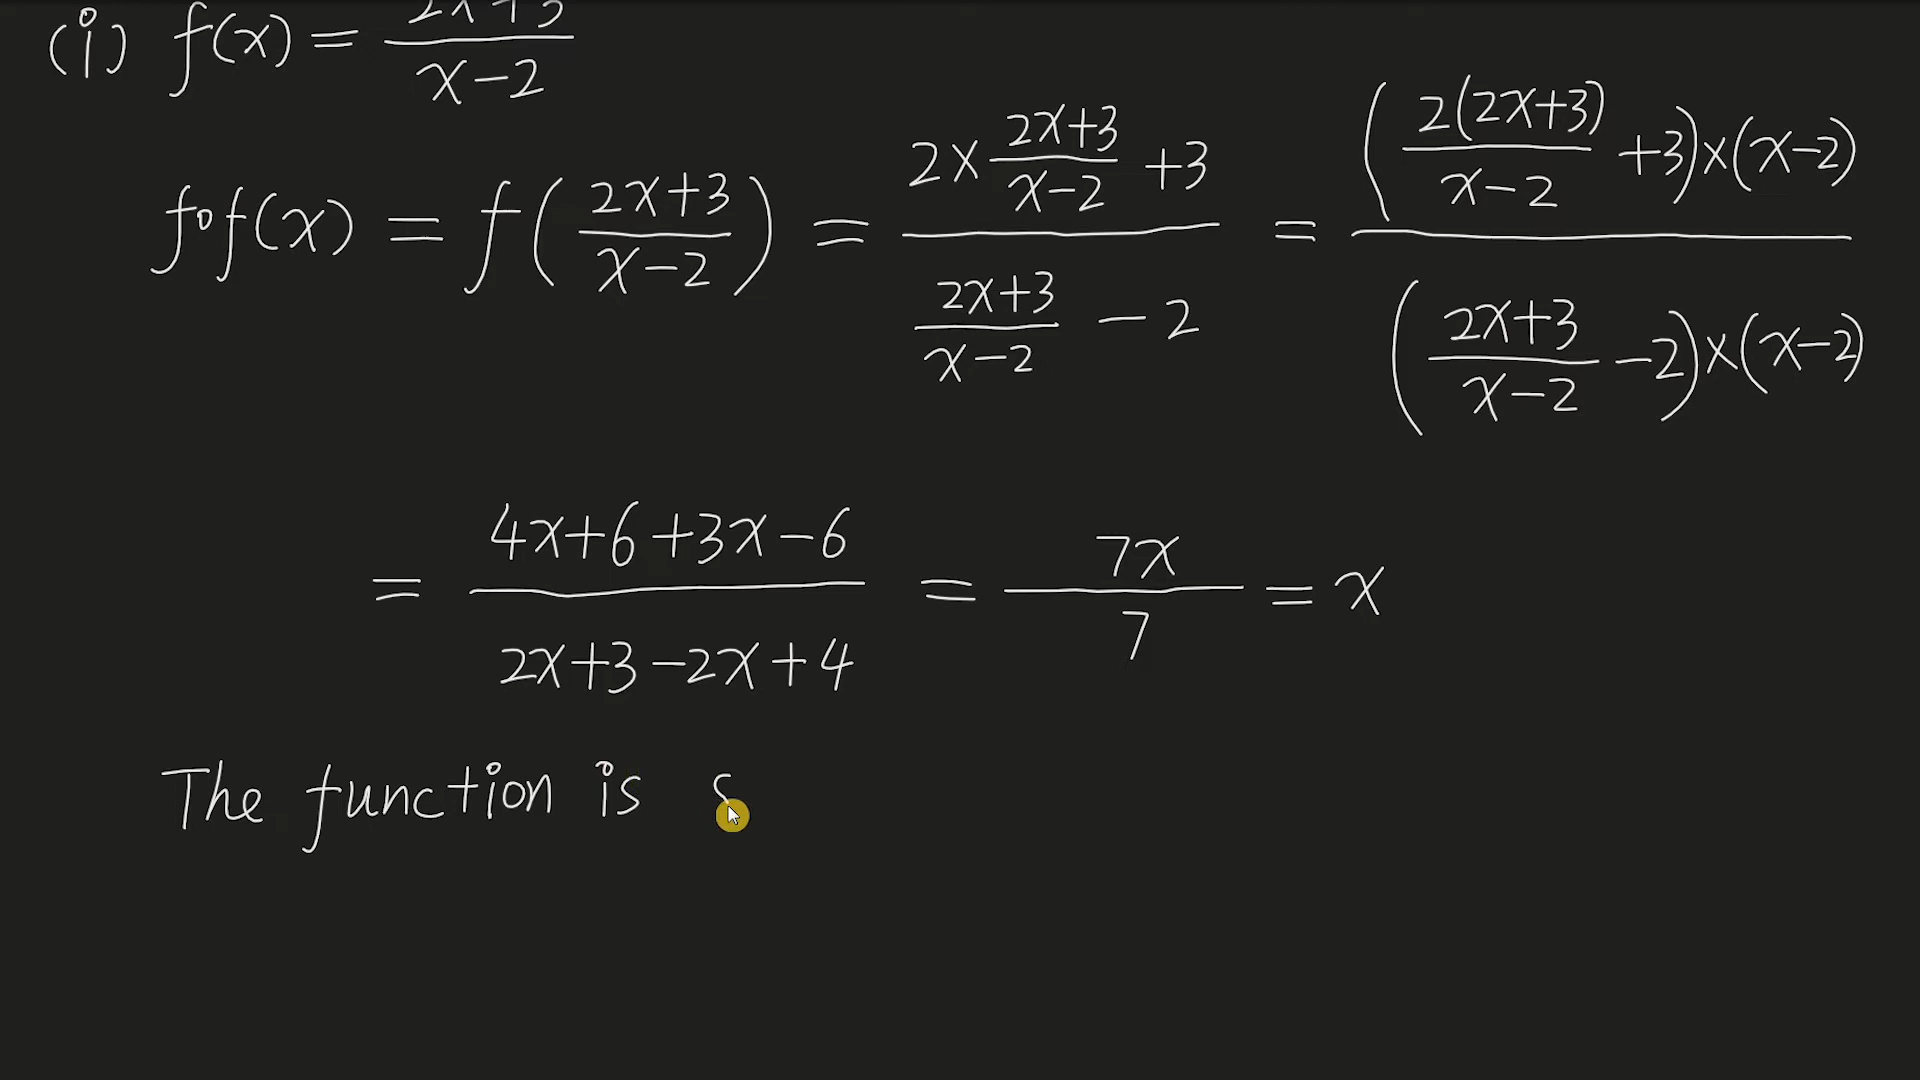 (i) f(x) = (2x+3)/(x-2)
f∘f(x) = f((2x+3)/(x-2)) = (2×(2x+3)/(x-2) +3)/((2x+3)/(x-2) - 2) = ((2(2x+3)/(x-2) +3)×(x-2))/(((2x+3)/(x-2) -2)×(x-2))
= (4x+6+3x-6)/(2x+3-2x+4) = 7x/7 = x
The function is s